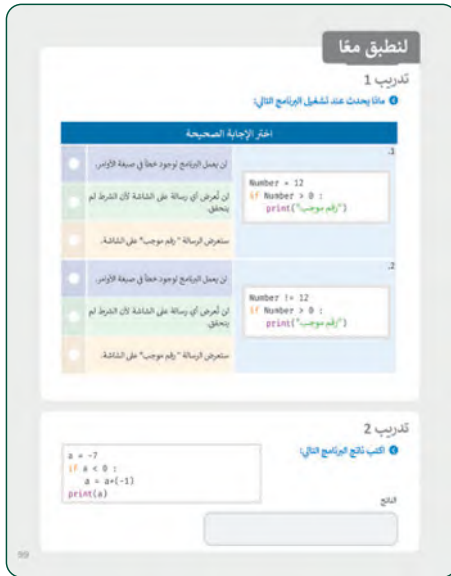 لنطبق معًا
تدريب 1
ماذا يحدث عند تشغيل البرنامج التالي:
اختر الإجابة الصحيحة
1.
Number = 12
if Number > 0 :
print("رقم موجب")
لن يعمل البرنامج لوجود خطأ في صيغة الأوامر.
لن تُعرض أي رسالة على الشاشة لأن الشرط لم
يتحقق.
ستعرض الرسالة "رقم موجب" على الشاشة.
2.
Number != 12
if Number > 0 :
print("رقم موجب")
لن يعمل البرنامج لوجود خطأ في صيغة الأوامر.
لن تُعرض أي رسالة على الشاشة لأن الشرط لم
يتحقق.
ستعرض الرسالة "رقم موجب" على الشاشة.
تدريب 2
اكتب ناتج البرنامج التالي:
a = -7
if a < 0 :
a = a*(-1)
print(a)
الناتج
99